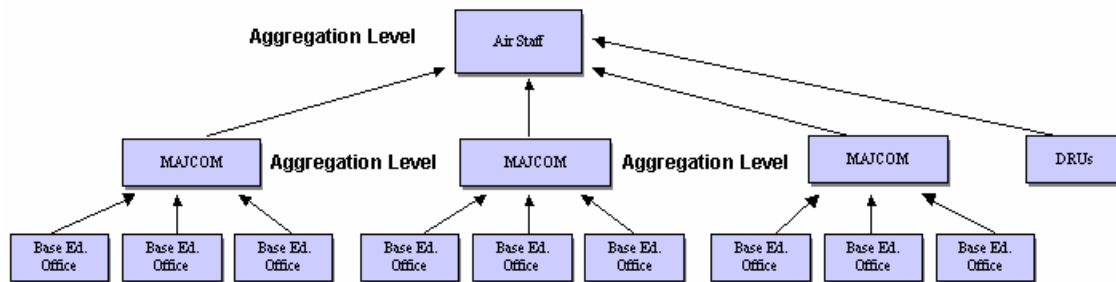 Aggregation Level
Air Staff
MAJCOM
Aggregation Level
MAJCOM
Aggregation Level
MAJCOM
DRUs
Base Ed.
Office
Base Ed.
Office
Base Ed.
Office
Base Ed.
Office
Base Ed.
Office
Base Ed.
Office
Base Ed.
Office
Base Ed.
Office
Base Ed.
Office